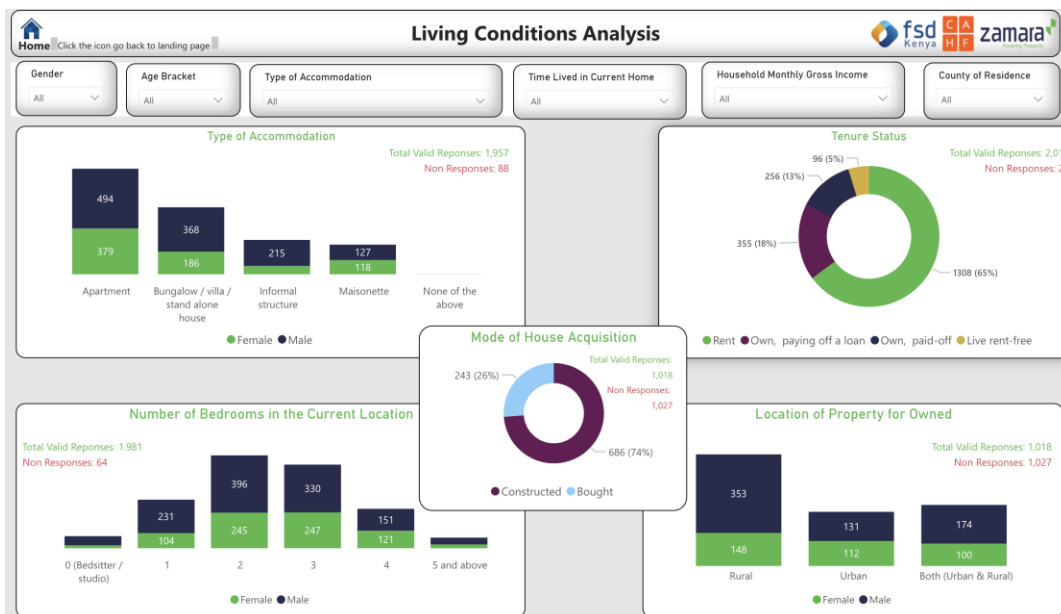 Living Conditions Analysis
Home
Click the icon go back to landing page
fsd
Kenya
CA
HF
zamara
Gender
All
Age Bracket
All
Type of Accommodation
All
Time Lived in Current Home
All
Household Monthly Gross Income
All
County of Residence
All
Type of Accommodation
Total Valid Reponses: 1,957
Non Responses: 88
494
379
368
186
215
127
118
Apartment
Bungalow / villa /
stand alone
house
Informal
structure
Maisonette
None of the
above
Female Male
Tenure Status
Total Valid Reponses: 2,01
Non Responses: 2
96 (5%)
256 (13%)
355 (18%)
1308 (65%)
Rent Own, paying off a loan Own, paid-off Live rent-free
Mode of House Acquisition
Total Valid Reponses:
1,018
Non Responses:
1,027
243 (26%)
686 (74%)
Constructed Bought
Number of Bedrooms in the Current Location
Total Valid Reponses: 1.981
Non Responses: 64
231
104
396
245
330
247
151
121
0 (Bedsitter /
studio)
1
2
3
4
5 and above
Female Male
Location of Property for Owned
Total Valid Reponses: 1,018
Non Responses: 1,027
353
148
131
112
174
100
Rural
Urban
Both (Urban & Rural)
Female Male